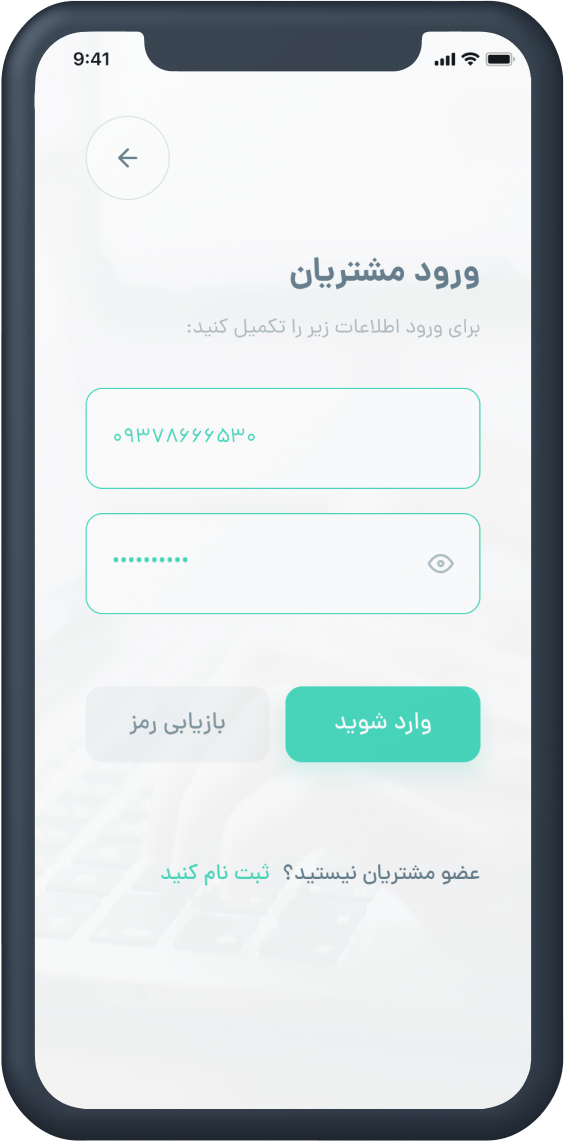 9:41
ورود مشتریان
برای ورود اطلاعات زیر را تکمیل کنید:
۰۹۳۷۸۶۶۶۵۳۰
••••••••••
وارد شوید
بازیابی رمز
عضو مشتریان نیستید؟ ثبت نام کنید